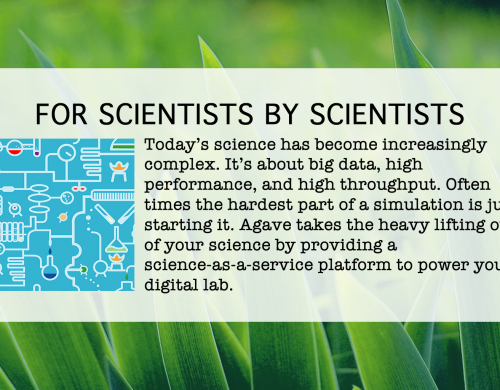 FOR SCIENTISTS BY SCIENTISTS
Today's science has become increasingly
complex. It's about big data, high
performance, and high throughput. Often
times the hardest part of a simulation is ju
starting it. Agave takes the heavy lifting o
of your science by providing a
science-as-a-service platform to power you
digital lab.